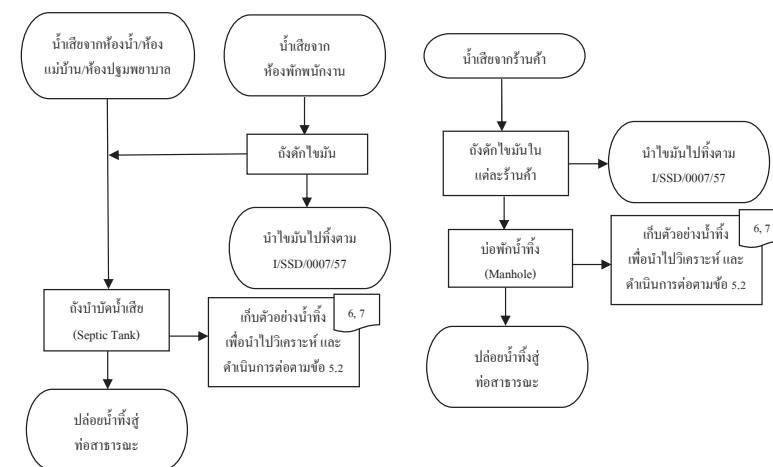 น้ำเสียจากห้องน้ำ/ห้อง
แม่บ้าน/ห้องปฐมพยาบาล
น้ำเสียจาก
ห้องพักพนักงาน
ถังดักไขมัน
นำไขมันไปทิ้งตาม
I/SSD/0007/57
ถังบำบัดน้ำเสีย
(Septic Tank)
6, 7
เก็บตัวอย่างน้ำทิ้ง
เพื่อนำไปวิเคราะห์ และ
ดำเนินการต่อตามข้อ 5.2
ปล่อยน้ำทิ้งสู่
ท่อสาธารณะ
น้ำเสียจากร้านค้า
ถังดักไขมันใน
แต่ละร้านค้า
นำไขมันไปทิ้งตาม
I/SSD/0007/57
บ่อพักน้ำทิ้ง
(Manhole)
6, 7
เก็บตัวอย่างน้ำทิ้ง
เพื่อนำไปวิเคราะห์ และ
ดำเนินการต่อตามข้อ 5.2
ปล่อยน้ำทิ้งสู่
ท่อสาธารณะ